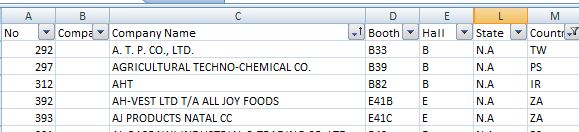 A B C D E L M
No Compa Company Name Booth Hall State Countr
292 A. T. P. CO., LTD. B33 B N.A TW
297 AGRICULTURAL TECHNO-CHEMICAL CO. B39 B N.A PS
312 AHT B82 B N.A IR
392 AH-VEST LTD T/A ALL JOY FOODS E41B E N.A ZA
393 AJ PRODUCTS NATAL CC E41C E N.A ZA